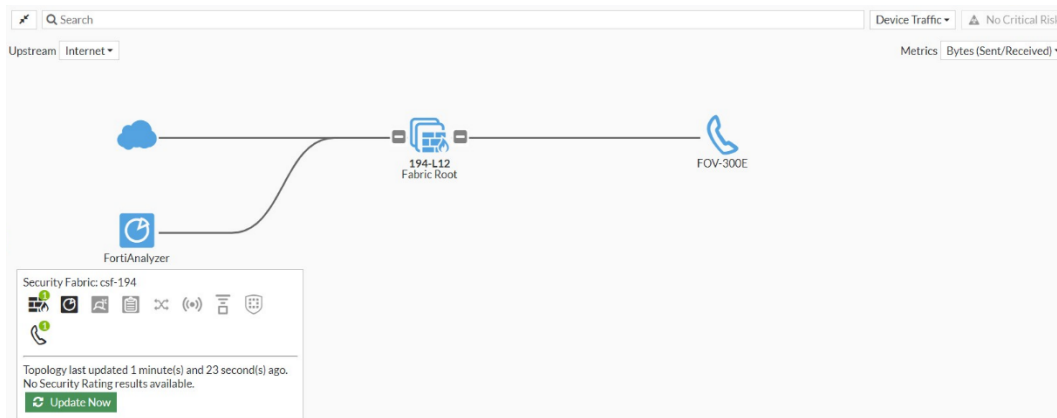 Search
Device Traffic
No Critical Risk
Upstream Internet
Metrics Bytes (Sent/Received)
194-L12
Fabric Root
FOV-300E
FortiAnalyzer
Security Fabric: csf-194
1
1
Topology last updated 1 minute(s) and 23 second(s) ago.
No Security Rating results available.
Update Now